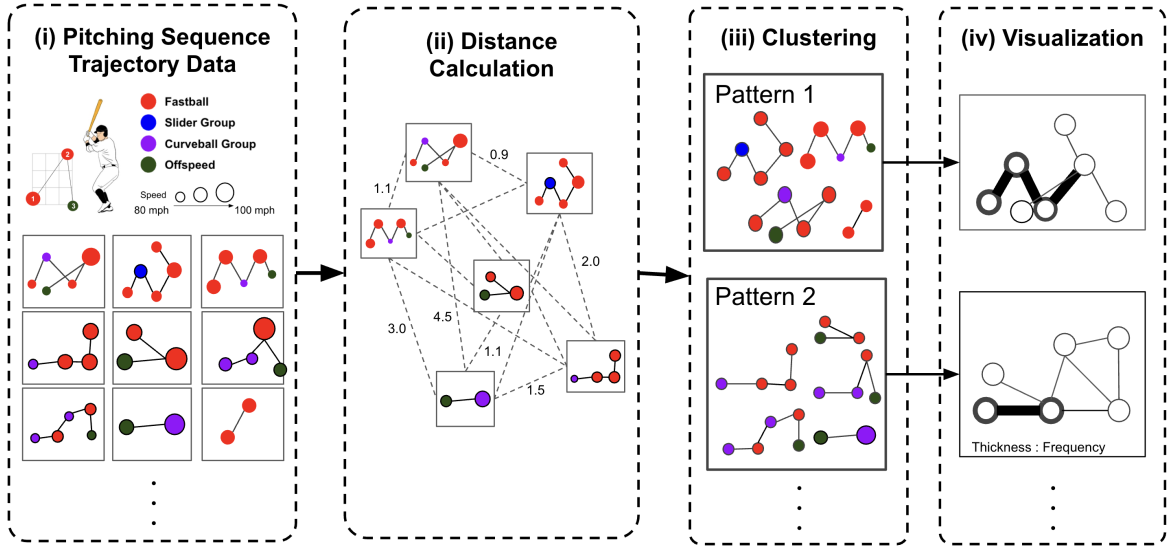 (i) Pitching Sequence
Trajectory Data
Fastball
Slider Group
Curveball Group
Offspeed
1
2
3
Speed
80 mph
100 mph
(ii) Distance
Calculation
0.9
1.1
2.0
3.0
4.5
1.1
1.5
(iii) Clustering
Pattern 1
Pattern 2
(iv) Visualization
Thickness : Frequency